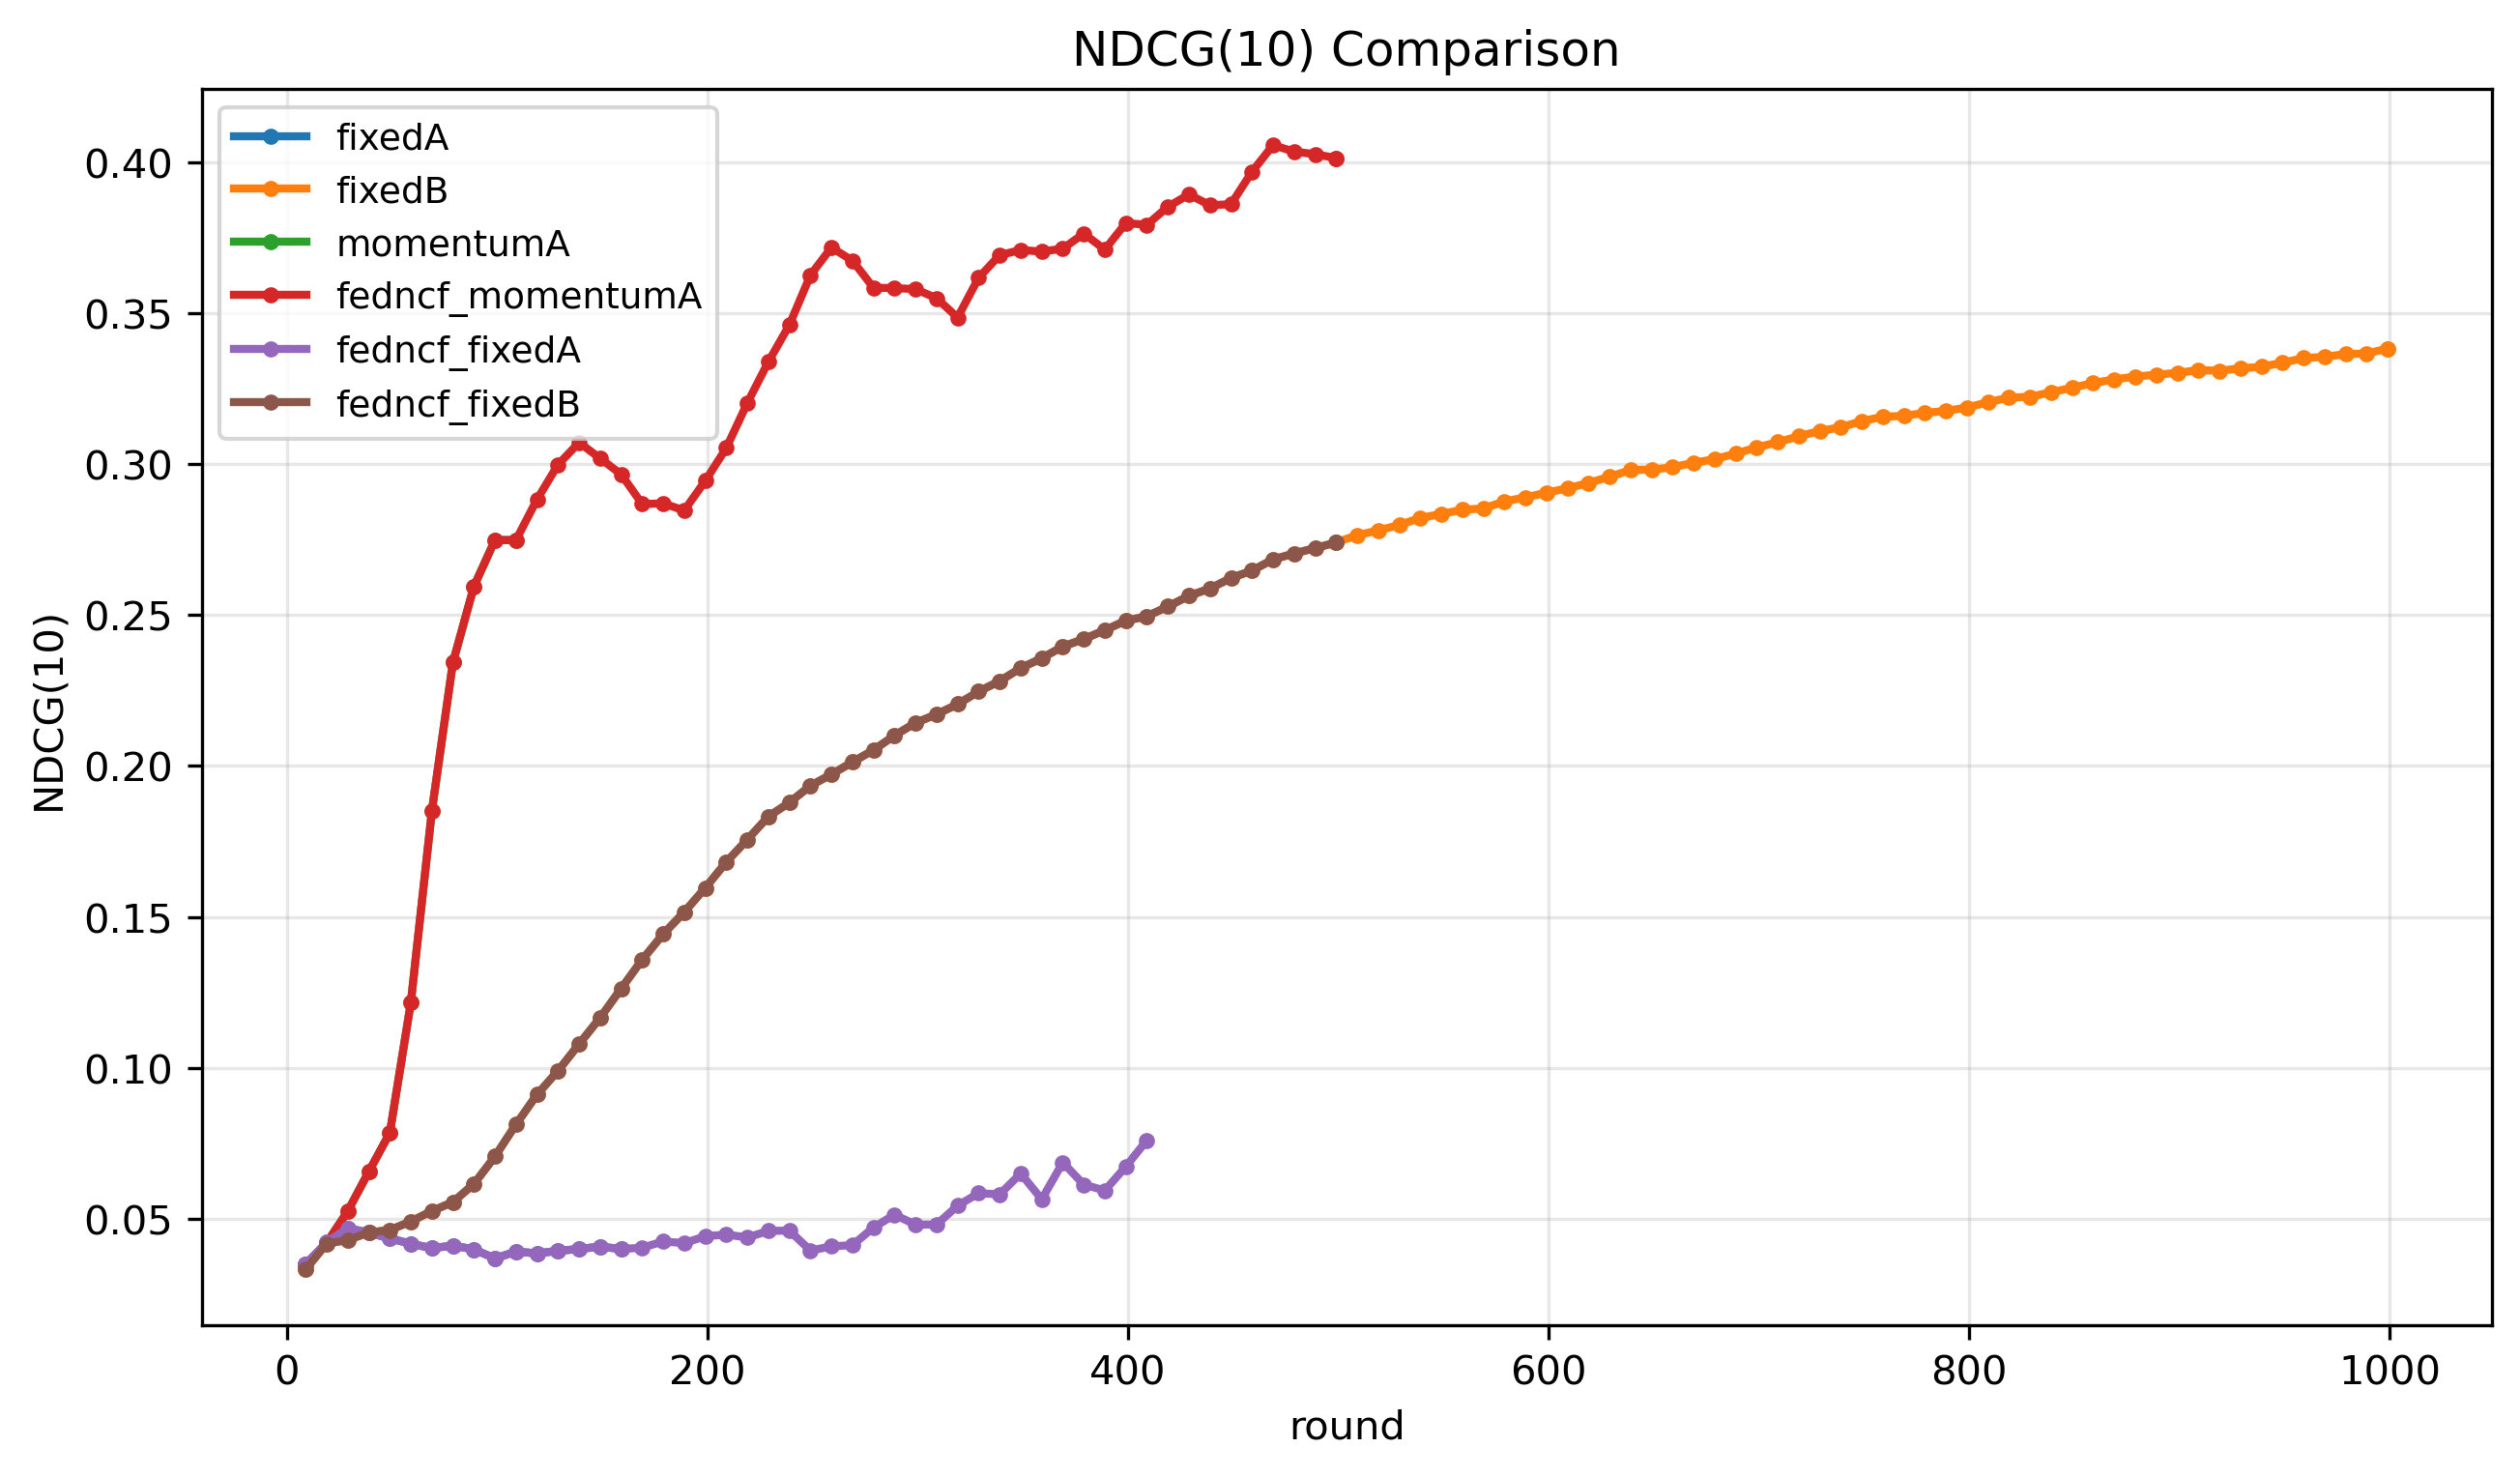 NDCG(10) Comparison
fixedA
fixedB
momentumA
fedncf_momentumA
fedncf_fixedA
fedncf_fixedB
NDCG(10)
0.40
0.35
0.30
0.25
0.20
0.15
0.10
0.05
0 200 400 600 800 1000
round